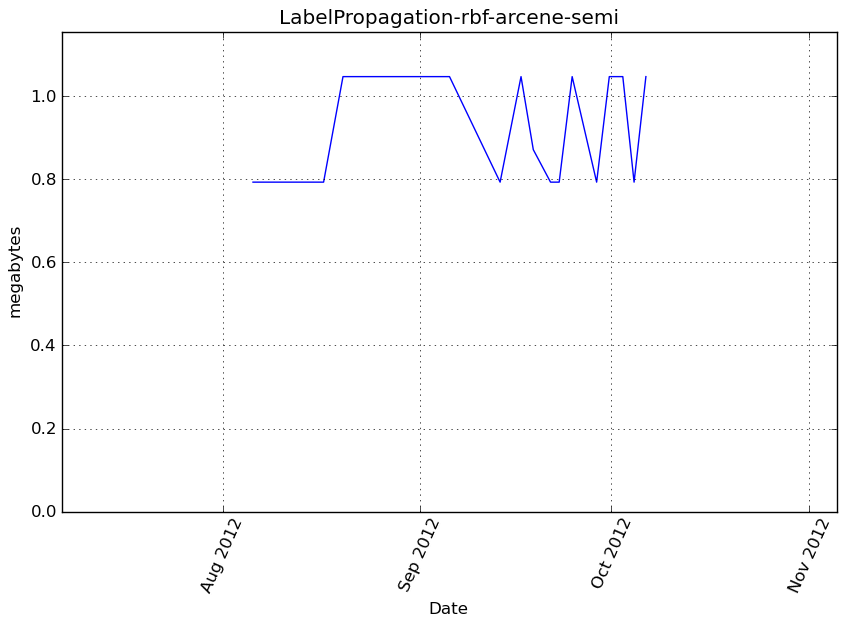 LabelPropagation-rbf-arcene-semi
megabytes
1.0
0.8
0.6
0.4
0.2
0.0
Aug 2012
Sep 2012
Oct 2012
Nov 2012
Date